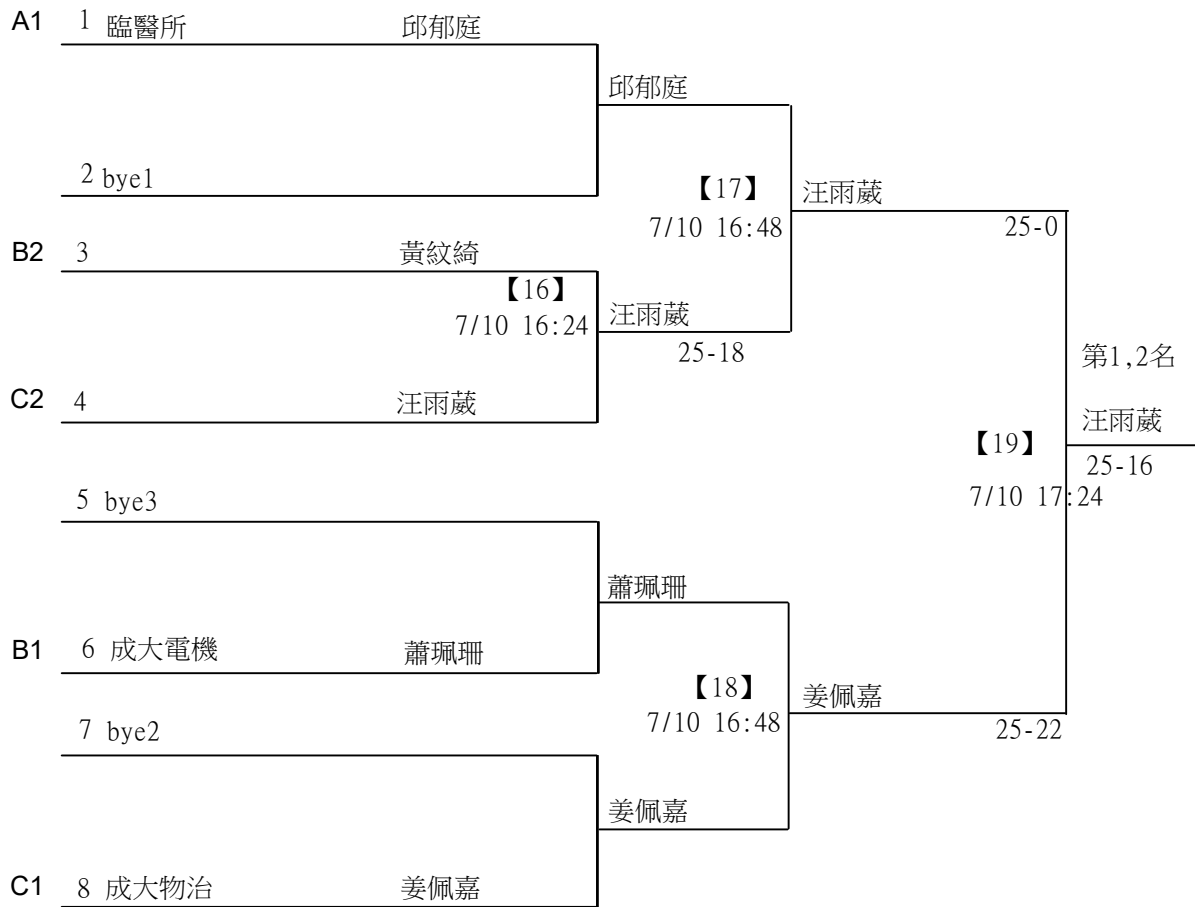 A1 1 臨醫所 邱郁庭
邱郁庭
2 bye1
【17】 汪雨葳
7/10 16:48 25-0
B2 3 黃紋綺
【16】 汪雨葳
7/10 16:24 25-18
第1,2名
C2 4 汪雨葳
汪雨葳
【19】 25-16
7/10 17:24
5 bye3
蕭珮珊
B1 6 成大電機 蕭珮珊
【18】 姜佩嘉
7/10 16:48 25-22
7 bye2
姜佩嘉
C1 8 成大物治 姜佩嘉